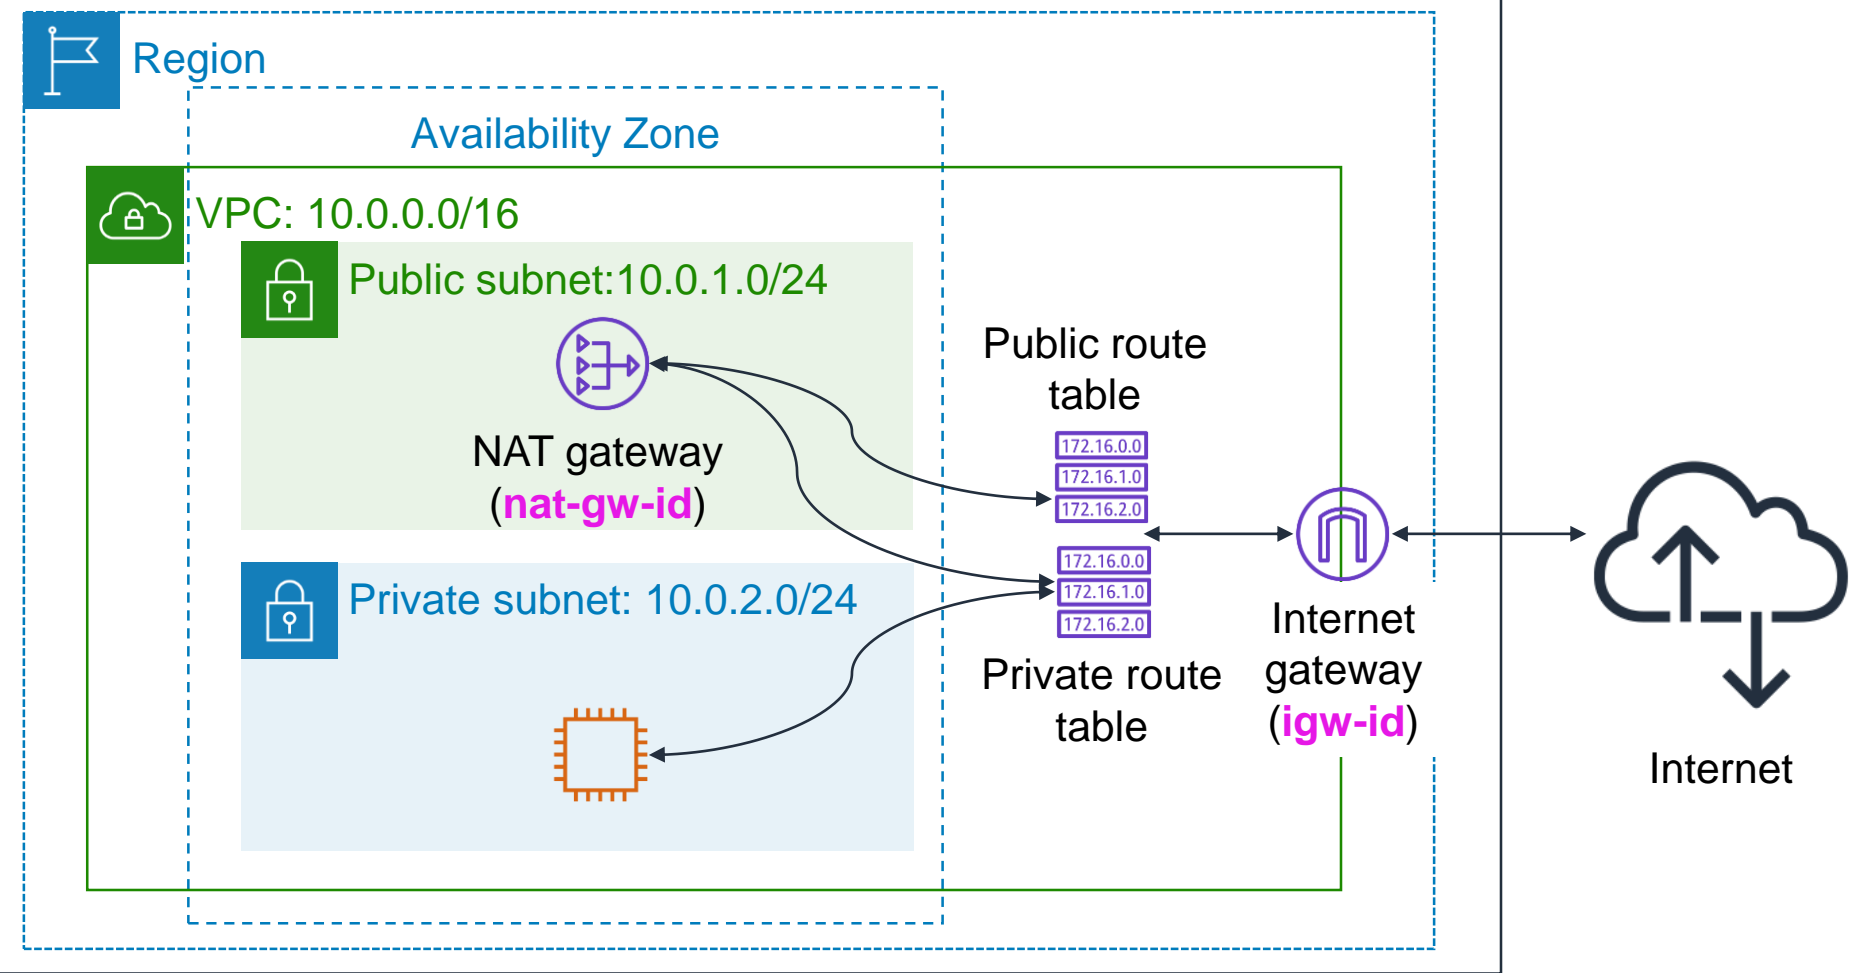 Region
Availability Zone
VPC: 10.0.0.0/16
Public subnet:10.0.1.0/24
NAT gateway
(nat-gw-id)
Private subnet: 10.0.2.0/24
Public route
table
172.16.0.0
172.16.1.0
172.16.2.0
172.16.0.0
172.16.1.0
172.16.2.0
Private route
table
Internet
gateway
(igw-id)
Internet